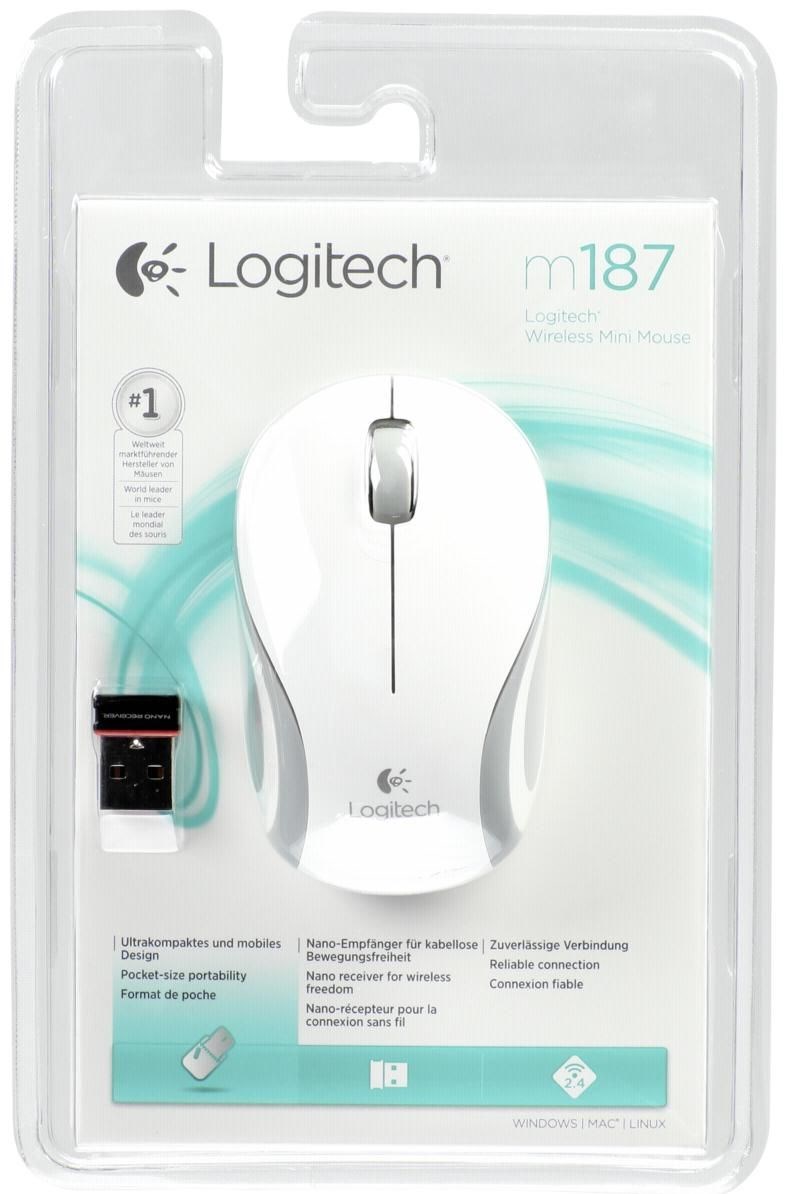 Logitech
m187
Logitech
Wireless Mini Mouse
#1
Weltweit
marktführender
Hersteller von
Mäusen
World leader
in mice
Le leader
mondial
des souris
NANO RECEIVER
Logitech
Ultrakompaktes und mobiles
Design
Pocket-size portability
Format de poche
Nano-Empfänger für kabellose
Bewegungsfreiheit
Nano receiver for wireless
freedom
Nano-récepteur pour la
connexion sans fil
Zuverlässige Verbindung
Reliable connection
Connexion fiable
2.4
WINDOWS | MAC® | LINUX